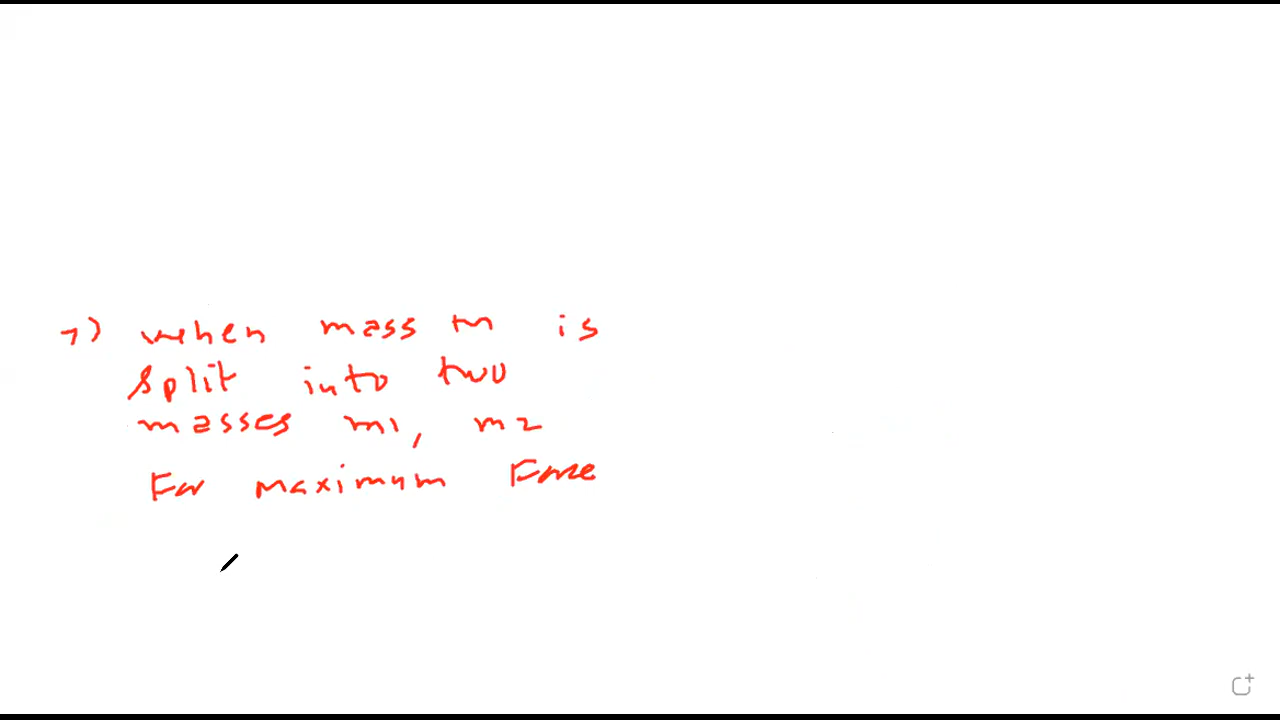 7) when mass m is
split into two
masses m1, m2
For maximum Force